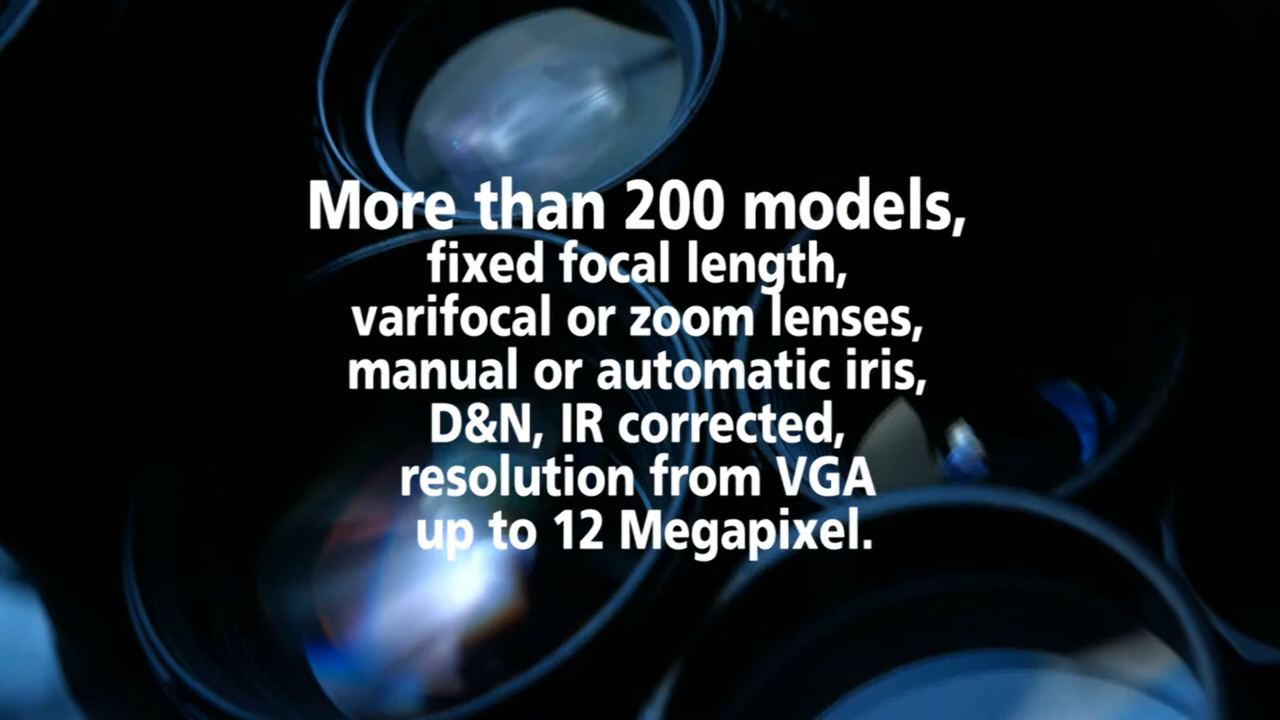 More than 200 models,
fixed focal length,
varifocal or zoom lenses,
manual or automatic iris,
D&N, IR corrected,
resolution from VGA
up to 12 Megapixel.